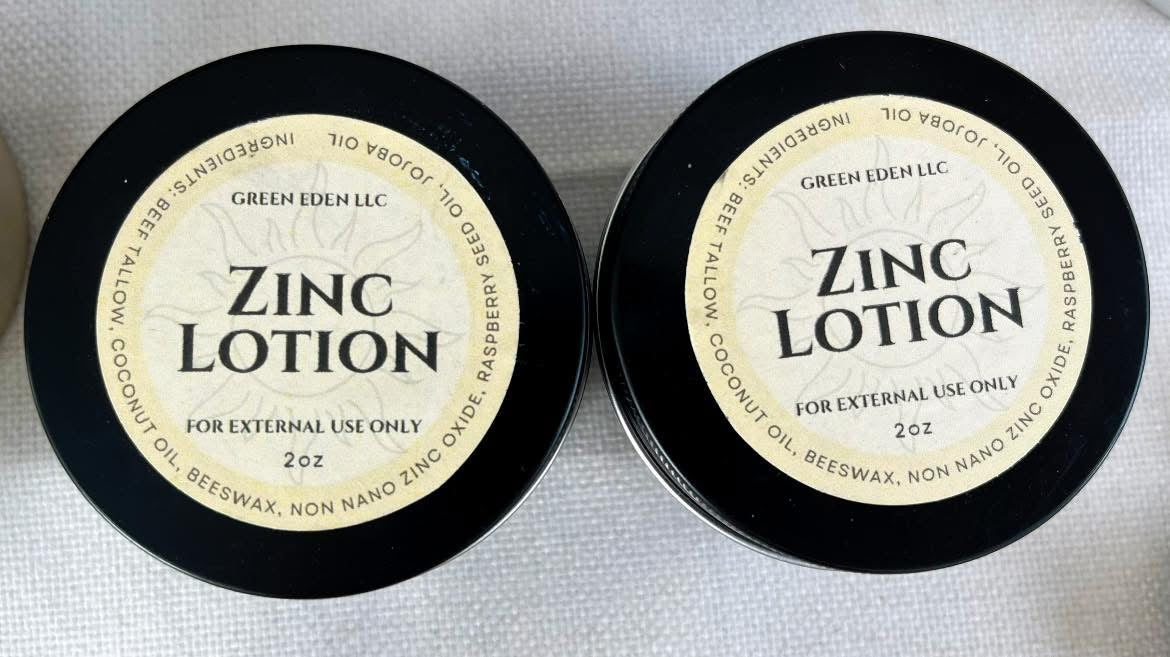 GREEN EDEN LLC
ZINC
LOTION
FOR EXTERNAL USE ONLY
2oz
INGREDIENTS: BEEF TALLOW, COCONUT OIL, BEESWAX, NON NANO ZINC OXIDE, RASPBERRY SEED OIL, JOJOBA OIL
GREEN EDEN LLC
ZINC
LOTION
FOR EXTERNAL USE ONLY
2oz
INGREDIENTS: BEEF TALLOW, COCONUT OIL, BEESWAX, NON NANO ZINC OXIDE, RASPBERRY SEED OIL, JOJOBA OIL